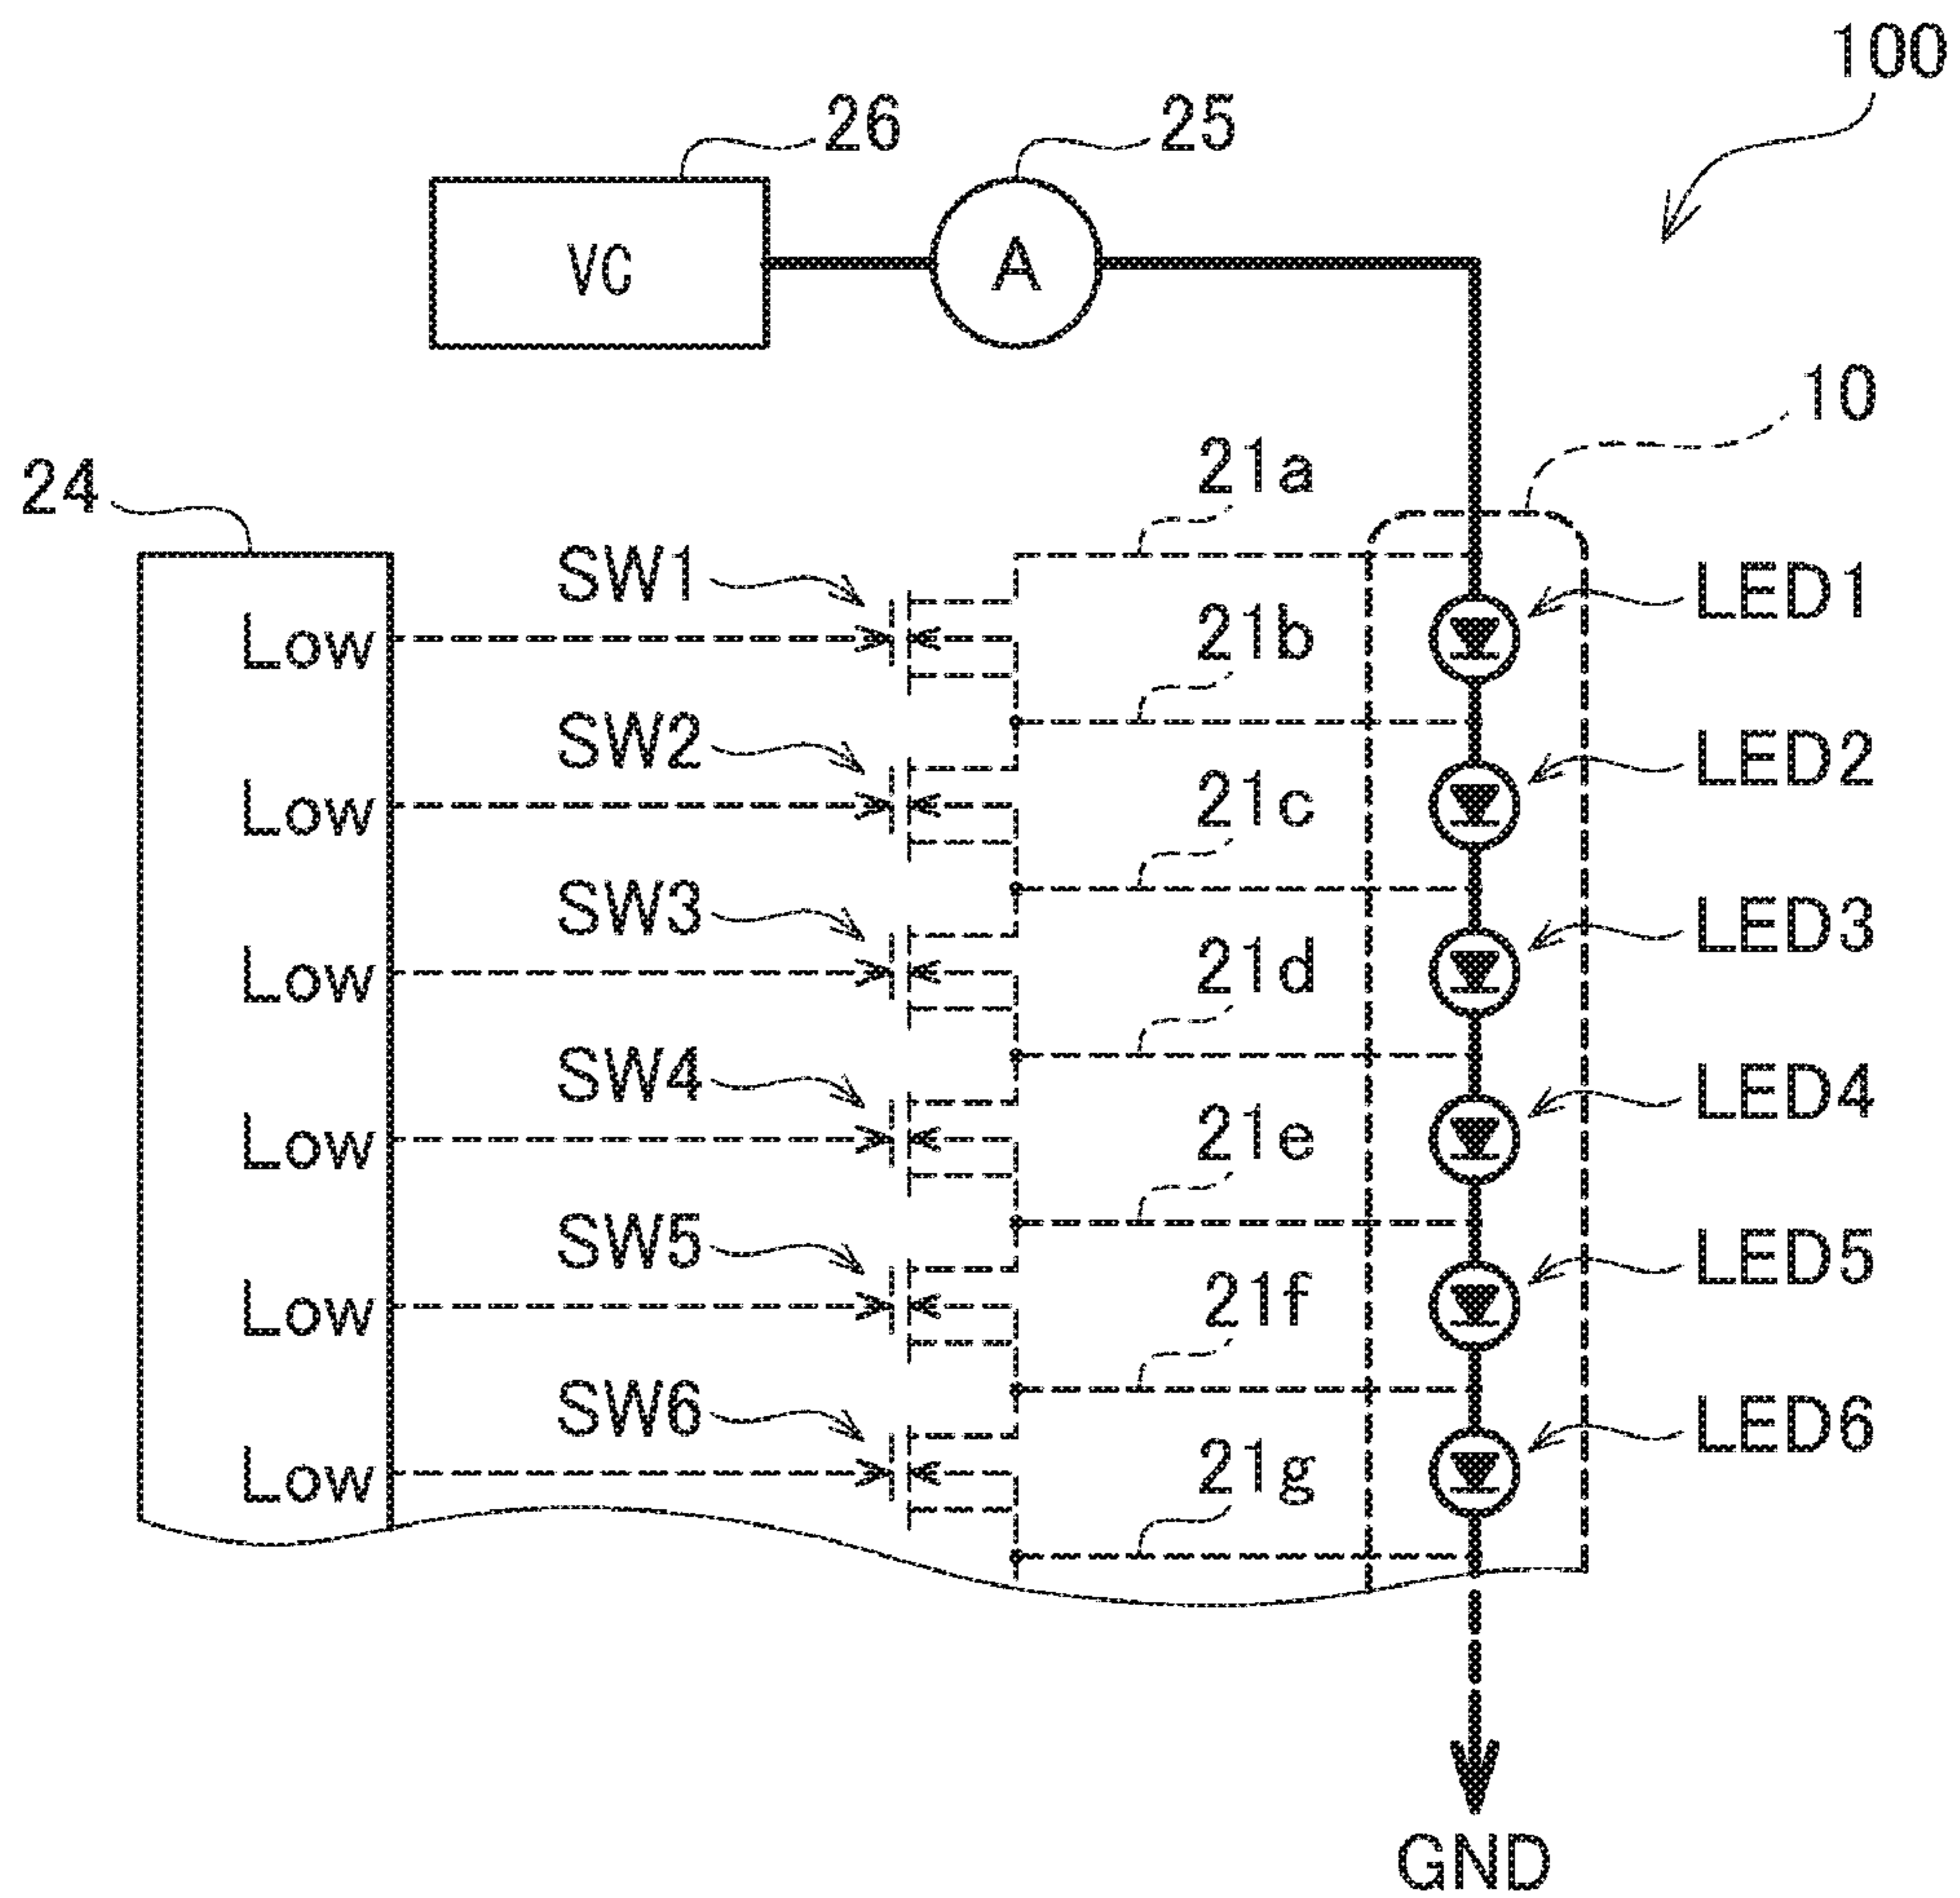 100
26
25
VC
A
10
24
21a
SW1
LED1
Low
21b
SW2
LED2
Low
21c
SW3
LED3
Low
21d
SW4
LED4
Low
21e
SW5
LED5
Low
21f
SW6
LED6
Low
21g
GND